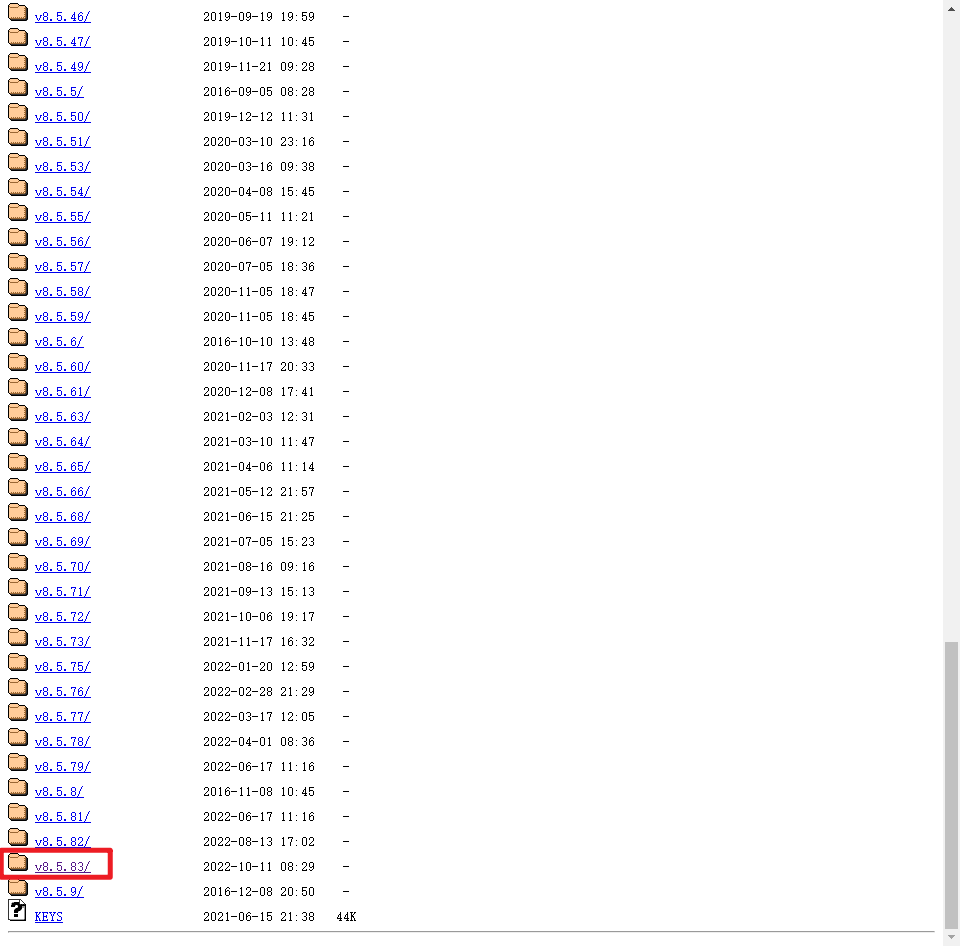 v8.5.46/ 2019-09-19 19:59 -
v8.5.47/ 2019-10-11 10:45 -
v8.5.49/ 2019-11-21 09:28 -
v8.5.5/ 2016-09-05 08:28 -
v8.5.50/ 2019-12-12 11:31 -
v8.5.51/ 2020-03-10 23:16 -
v8.5.53/ 2020-03-16 09:38 -
v8.5.54/ 2020-04-08 15:45 -
v8.5.55/ 2020-05-11 11:21 -
v8.5.56/ 2020-06-07 19:12 -
v8.5.57/ 2020-07-05 18:36 -
v8.5.58/ 2020-11-05 18:47 -
v8.5.59/ 2020-11-05 18:45 -
v8.5.6/ 2016-10-10 13:48 -
v8.5.60/ 2020-11-17 20:33 -
v8.5.61/ 2020-12-08 17:41 -
v8.5.63/ 2021-02-03 12:31 -
v8.5.64/ 2021-03-10 11:47 -
v8.5.65/ 2021-04-06 11:14 -
v8.5.66/ 2021-05-12 21:57 -
v8.5.68/ 2021-06-15 21:25 -
v8.5.69/ 2021-07-05 15:23 -
v8.5.70/ 2021-08-16 09:16 -
v8.5.71/ 2021-09-13 15:13 -
v8.5.72/ 2021-10-06 19:17 -
v8.5.73/ 2021-11-17 16:32 -
v8.5.75/ 2022-01-20 12:59 -
v8.5.76/ 2022-02-28 21:29 -
v8.5.77/ 2022-03-17 12:05 -
v8.5.78/ 2022-04-01 08:36 -
v8.5.79/ 2022-06-17 11:16 -
v8.5.8/ 2016-11-08 10:45 -
v8.5.81/ 2022-06-17 11:16 -
v8.5.82/ 2022-08-13 17:02 -
v8.5.83/ 2022-10-11 08:29 -
v8.5.9/ 2016-12-08 20:50 -
KEYS 2021-06-15 21:38 44K